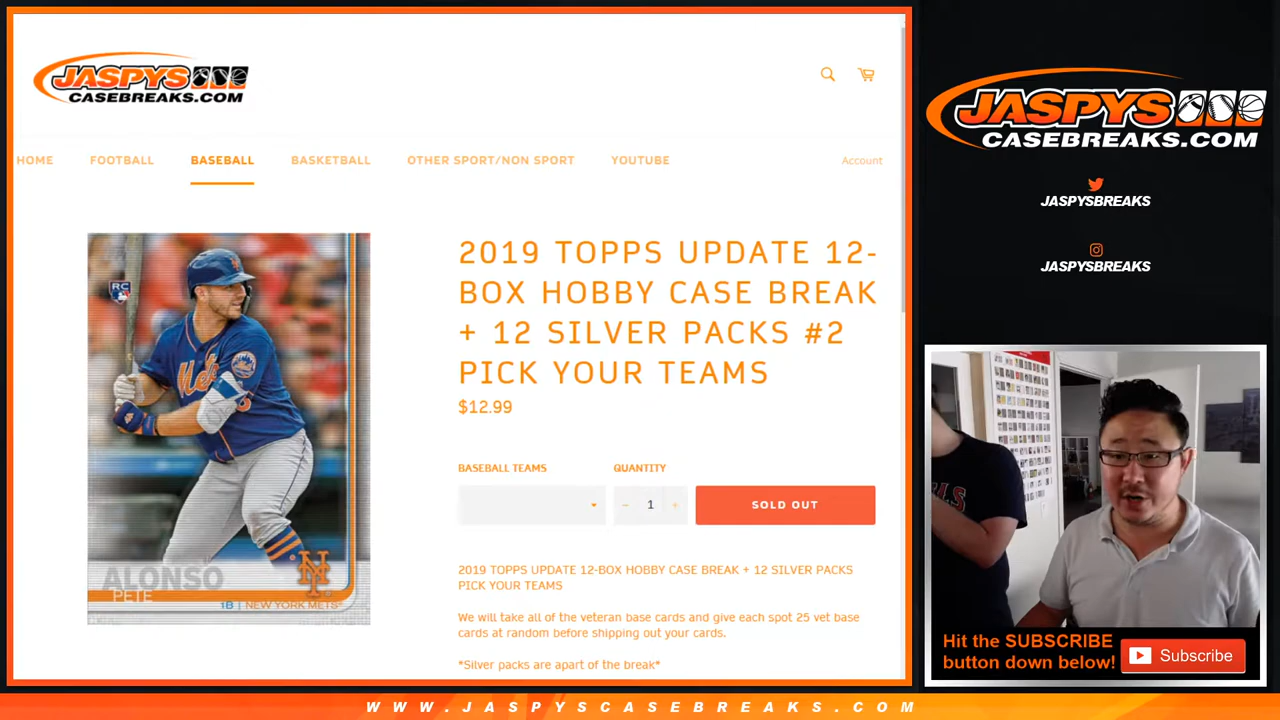 JASPYS
CASEBREAKS.COM
HOME
FOOTBALL
BASEBALL
BASKETBALL
OTHER SPORT/NON SPORT
YOUTUBE
Account
RC
Mets
NY
ALONSO
PETE
1B | NEW YORK METS
2019 TOPPS UPDATE 12-
BOX HOBBY CASE BREAK
+ 12 SILVER PACKS #2
PICK YOUR TEAMS
$12.99
BASEBALL TEAMS
QUANTITY
− 1 +
SOLD OUT
2019 TOPPS UPDATE 12-BOX HOBBY CASE BREAK + 12 SILVER PACKS
PICK YOUR TEAMS
We will take all of the veteran base cards and give each spot 25 vet base
cards at random before shipping out your cards.
*Silver packs are apart of the break*
JASPYS
CASEBREAKS.COM
JASPYSBREAKS
JASPYSBREAKS
Hit the SUBSCRIBE
button down below!
Subscribe
WWW.JASPYSCASEBREAKS.COM